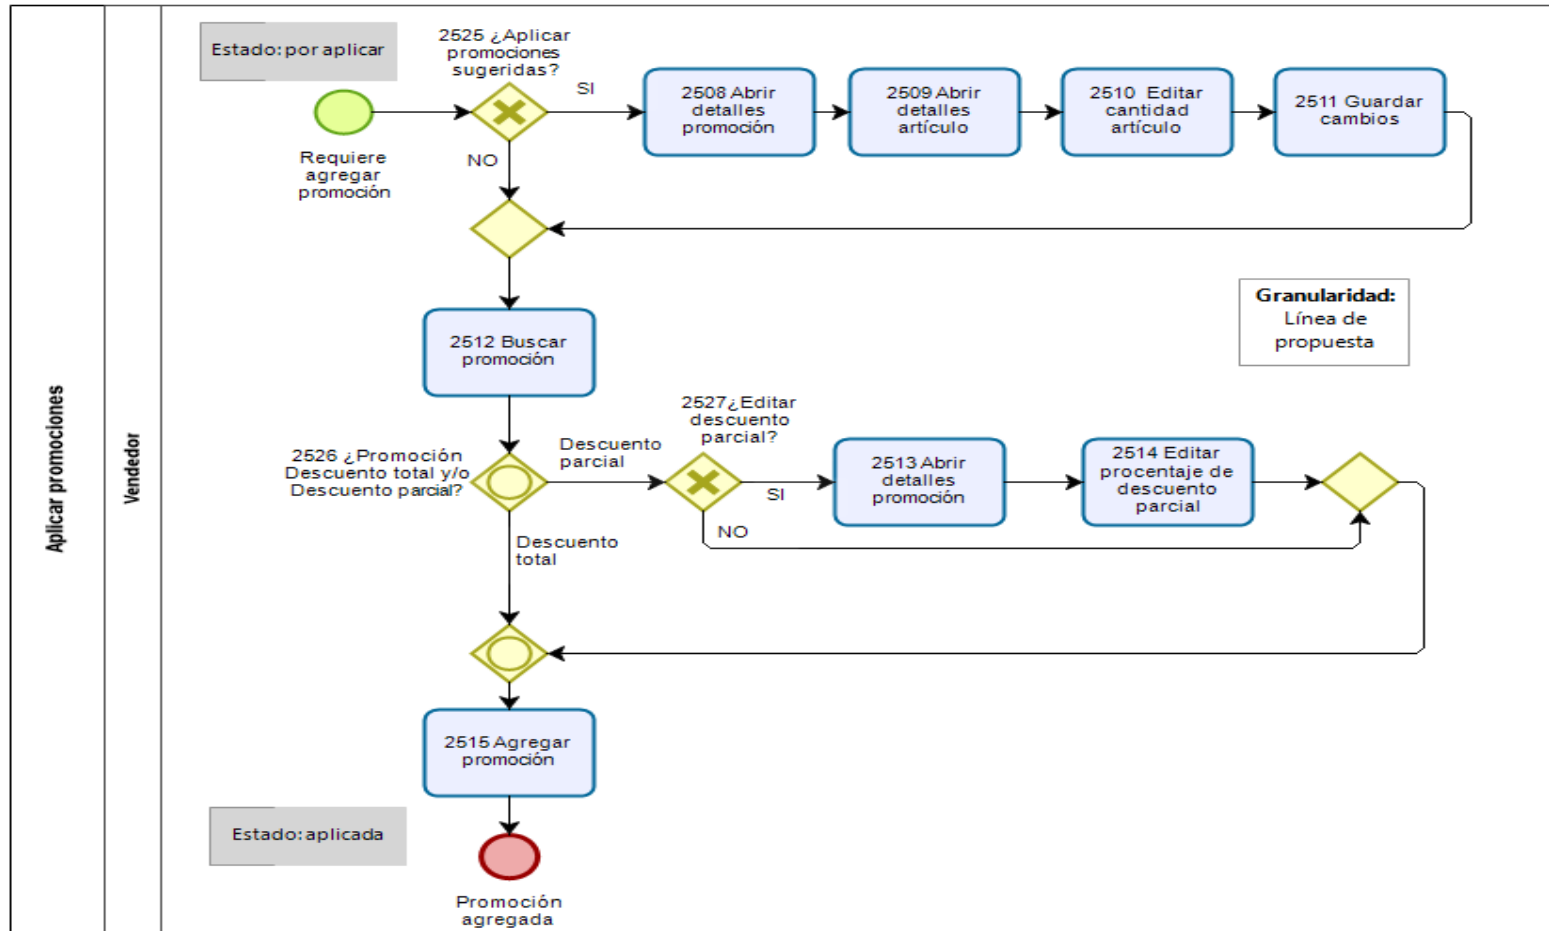 Aplicar promociones
Vendedor
Estado: por aplicar
Requiere
agregar
promoción
2525 ¿Aplicar
promociones
sugeridas?
SI
NO
2508 Abrir
detalles
promoción
2509 Abrir
detalles
artículo
2510 Editar
cantidad
artículo
2511 Guardar
cambios
Granularidad:
Línea de
propuesta
2512 Buscar
promoción
2526 ¿Promoción
Descuento total y/o
Descuento parcial?
Descuento
parcial
Descuento
total
2527¿Editar
descuento
parcial?
SI
NO
2513 Abrir
detalles
promoción
2514 Editar
procentaje de
descuento
parcial
2515 Agregar
promoción
Estado: aplicada
Promoción
agregada